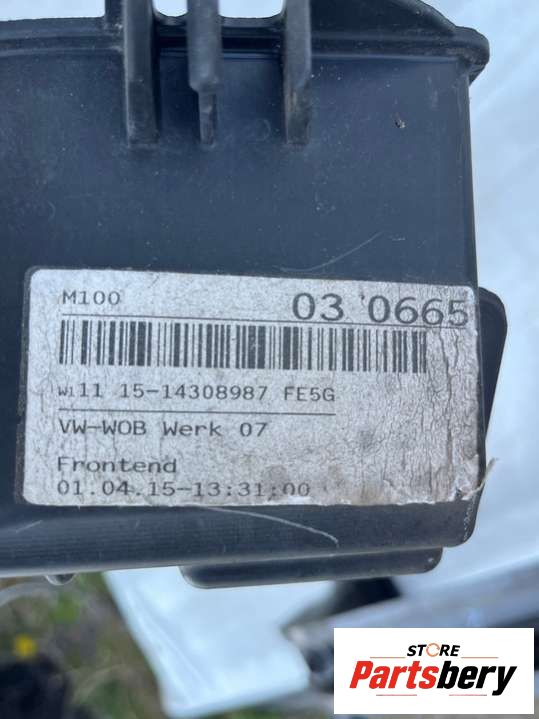 M100 03 0665
Wi11 15-14308987 FE5G
VW-WOB Werk 07
Frontend
01.04.15-13:31:00
STORE
Partsbery